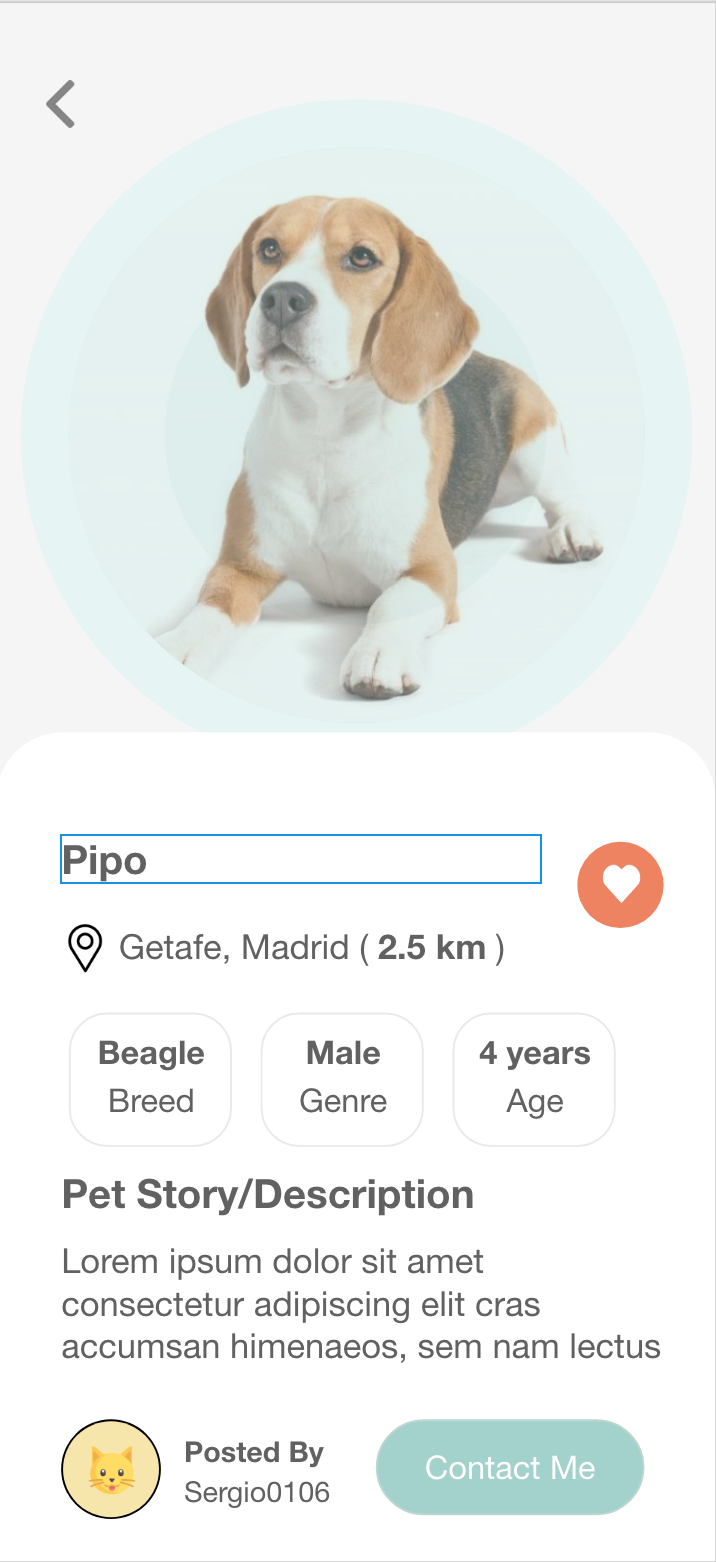 Pipo
Getafe, Madrid ( 2.5 km )
Beagle Male 4 years
Breed Genre Age
Pet Story/Description
Lorem ipsum dolor sit amet
consectetur adipiscing elit cras
accumsan himenaeos, sem nam lectus
Posted By
Sergio0106
Contact Me